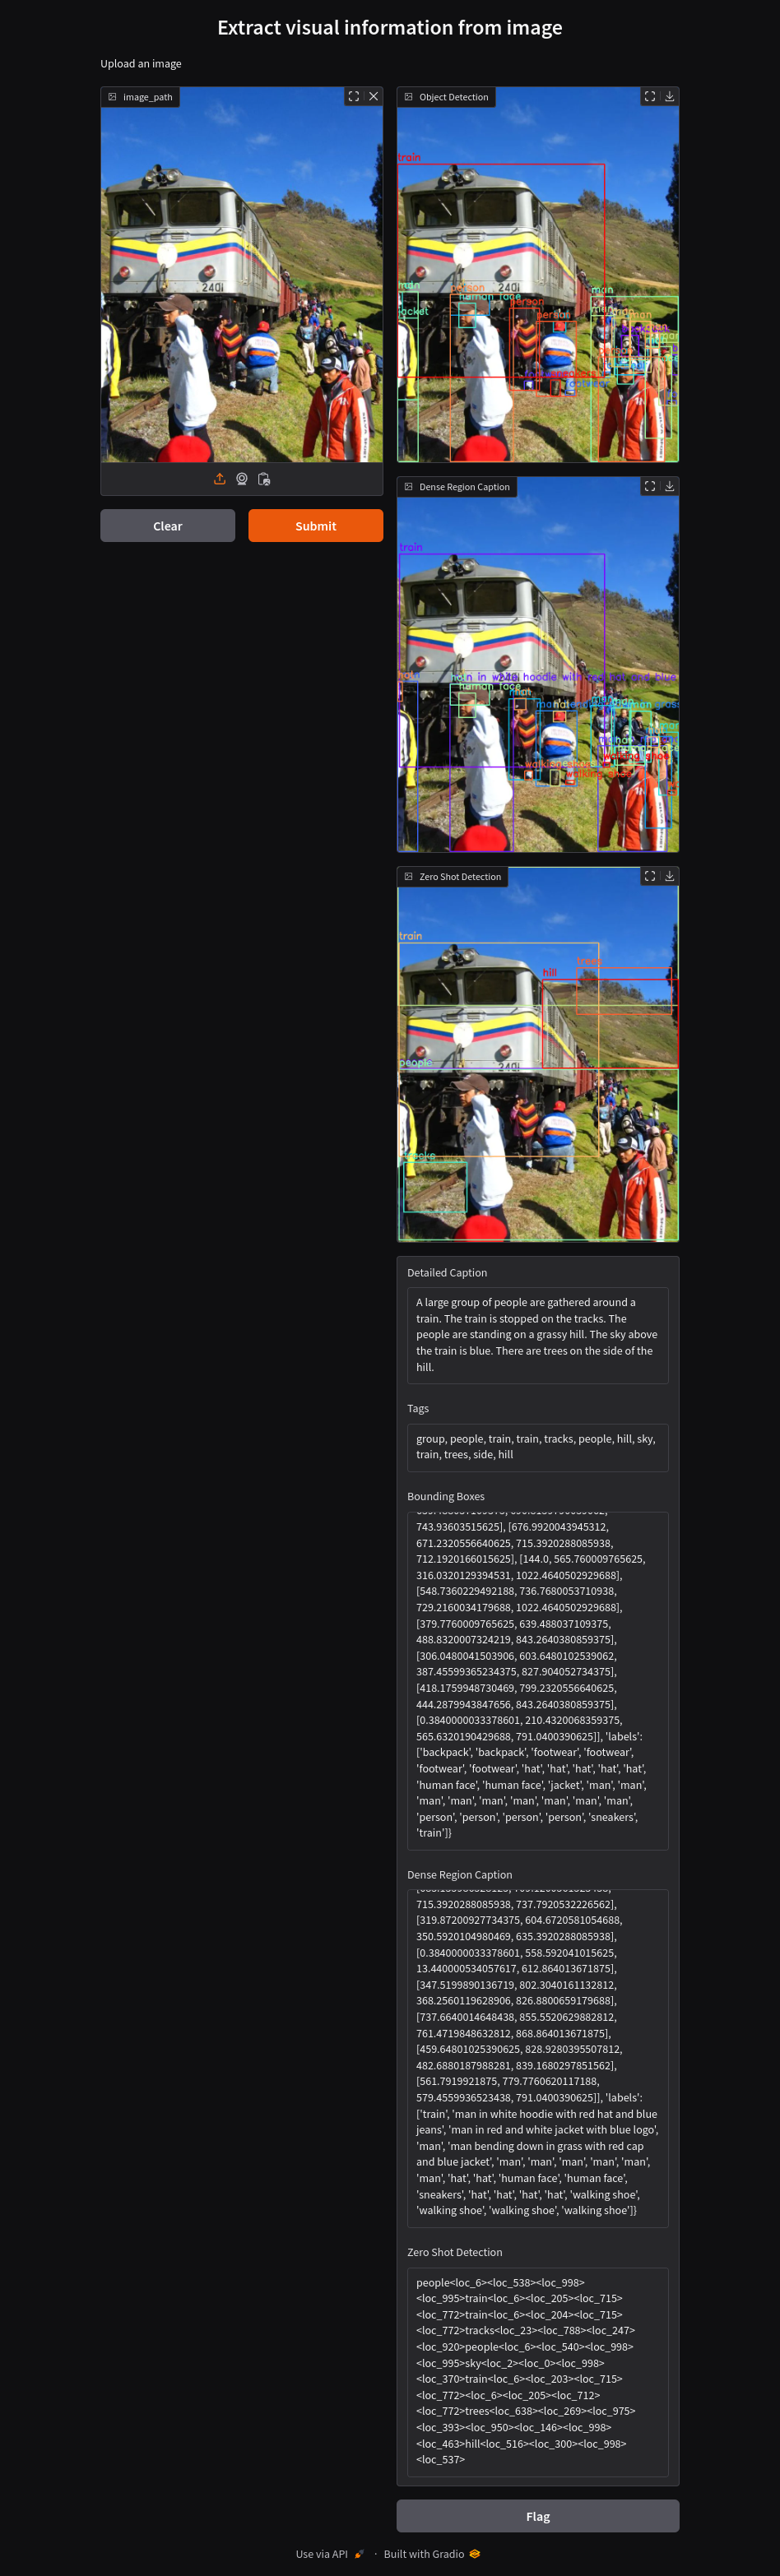 Extract visual information from image
Upload an image
image_path
2401
Clear
Submit
Object Detection
train
man
jacket
person
human face
person
man
footwear
Dense Region Caption
train
human face
walking shoe
Zero Shot Detection
train
trees
hill
people
tracks
Detailed Caption
A large group of people are gathered around a
train. The train is stopped on the tracks. The
people are standing on a grassy hill. The sky above
the train is blue. There are trees on the side of the
hill.
Tags
group, people, train, train, tracks, people, hill, sky,
train, trees, side, hill
Bounding Boxes
743.93603515625], [676.9920043945312,
671.2320556640625, 715.3920288085938,
712.1920166015625], [144.0, 565.760009765625,
316.0320129394531, 1022.4640502929688],
[548.7360229492188, 736.7680053710938,
729.2160034179688, 1022.4640502929688],
[379.7760009765625, 639.488037109375,
488.8320007324219, 843.2640380859375],
[306.0480041503906, 603.6480102539062,
387.45599365234375, 827.904052734375],
[418.1759948730469, 799.2320556640625,
444.2879943847656, 843.2640380859375],
[0.3840000033378601, 210.4320068359375,
565.6320190429688, 791.0400390625]], 'labels':
['backpack', 'backpack', 'footwear', 'footwear',
'footwear', 'footwear', 'hat', 'hat', 'hat', 'hat', 'hat',
'human face', 'human face', 'jacket', 'man', 'man',
'man', 'man', 'man', 'man', 'man', 'man', 'man',
'person', 'person', 'person', 'person', 'sneakers',
'train']}
Dense Region Caption
715.3920288085938, 737.7920532226562],
[319.87200927734375, 604.6720581054688,
350.5920104980469, 635.3920288085938],
[0.3840000033378601, 558.592041015625,
13.440000534057617, 612.864013671875],
[347.5199890136719, 802.3040161132812,
368.2560119628906, 826.8800659179688],
[737.6640014648438, 855.5520629882812,
761.4719848632812, 868.864013671875],
[459.64801025390625, 828.9280395507812,
482.6880187988281, 839.1680297851562],
[561.7919921875, 779.7760620117188,
579.4559936523438, 791.0400390625]], 'labels':
['train', 'man in white hoodie with red hat and blue
jeans', 'man in red and white jacket with blue logo',
'man', 'man bending down in grass with red cap
and blue jacket', 'man', 'man', 'man', 'man', 'man',
'man', 'hat', 'hat', 'human face', 'human face',
'sneakers', 'hat', 'hat', 'hat', 'hat', 'walking shoe',
'walking shoe', 'walking shoe', 'walking shoe']}
Zero Shot Detection
people<loc_6><loc_538><loc_998>
<loc_995>train<loc_6><loc_205><loc_715>
<loc_772>train<loc_6><loc_204><loc_715>
<loc_772>tracks<loc_23><loc_788><loc_247>
<loc_920>people<loc_6><loc_540><loc_998>
<loc_995>sky<loc_2><loc_0><loc_998>
<loc_370>train<loc_6><loc_203><loc_715>
<loc_772><loc_6><loc_205><loc_712>
<loc_772>trees<loc_638><loc_269><loc_975>
<loc_393><loc_950><loc_146><loc_998>
<loc_463>hill<loc_516><loc_300><loc_998>
<loc_537>
Flag
Use via API
·
Built with Gradio